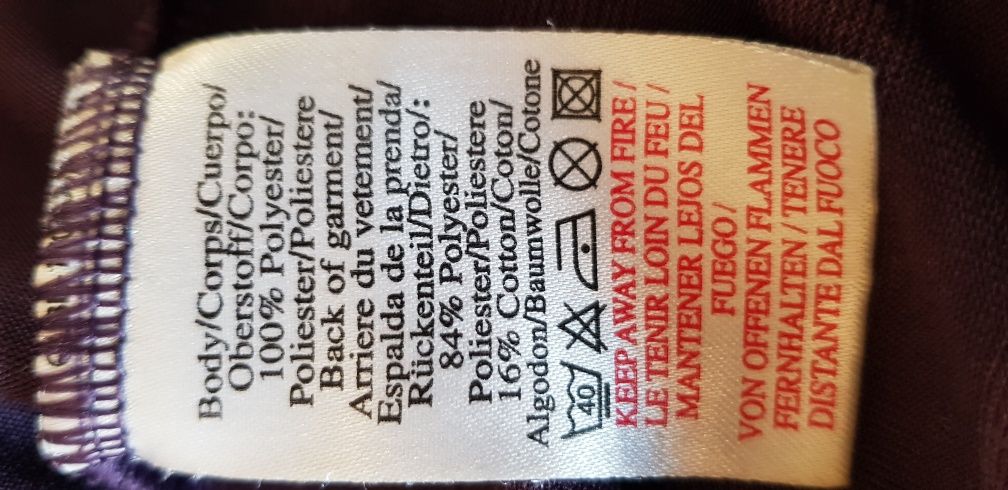 Body/Corps/Cuerpo/
Oberstoff/Corpo:
100% Polyester/
Poliester/Poliestere
Back of garment/
Arriere du vetement/
Espalda de la prenda/
Rückenteil/Dietro/:
84% Polyester/
Poliester/Poliestere
16% Cotton/Coton/
Algodon/Baumwolle/Cotone
40
KEEP AWAY FROM FIRE /
LE TENIR LOIN DU FEU /
MANTENER LEJOS DEL
FUEGO /
VON OFFENEN FLAMMEN
FERNHALTEN / TENERE
DISTANTE DAL FUOCO